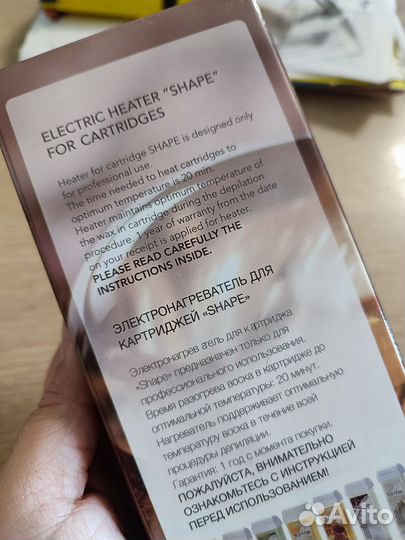 ELECTRIC HEATER "SHAPE"
FOR CARTRIDGES
Heater for cartridge SHAPE is designed only
for professional use.
The time needed to heat cartridges to
optimum temperature is 20 min.
Heater maintains optimum temperature of
the wax in cartridge during the depilation
procedure. 1 year of warranty from the date
on your receipt is applied for heater.
PLEASE READ CAREFULLY THE
INSTRUCTIONS INSIDE.
ЭЛЕКТРОНАГРЕВАТЕЛЬ ДЛЯ
КАРТРИДЖЕЙ «SHAPE»
Электронагреватель для картриджа
«Shape» предназначен только для
профессионального использования.
Время разогрева воска в картридже до
оптимальной температуры: 20 минут.
Нагреватель поддерживает оптимальную
температуру воска в течение всей
процедуры депиляции.
Гарантия: 1 год с момента покупки.
ПОЖАЛУЙСТА, ВНИМАТЕЛЬНО
ОЗНАКОМЬТЕСЬ С ИНСТРУКЦИЕЙ
ПЕРЕД ИСПОЛЬЗОВАНИЕМ!
Avito